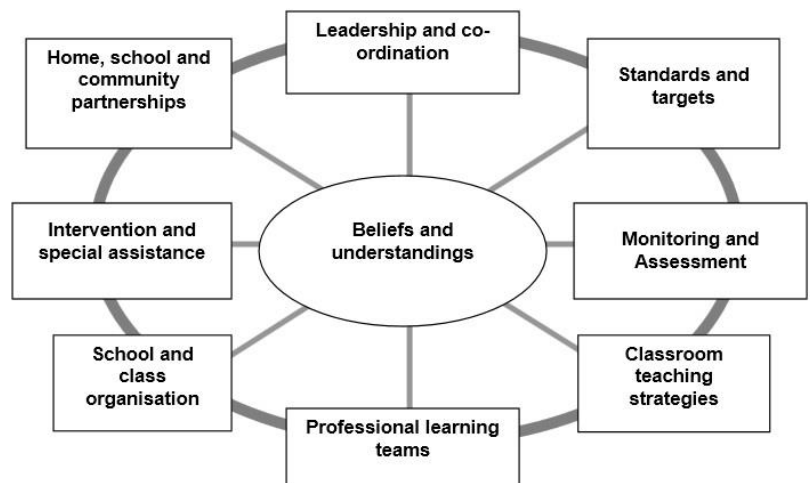 Leadership and co-
ordination
Home, school and
community
partnerships
Standards and
targets
Intervention and
special assistance
Beliefs and
understandings
Monitoring and
Assessment
School and
class
organisation
Classroom
teaching
strategies
Professional learning
teams